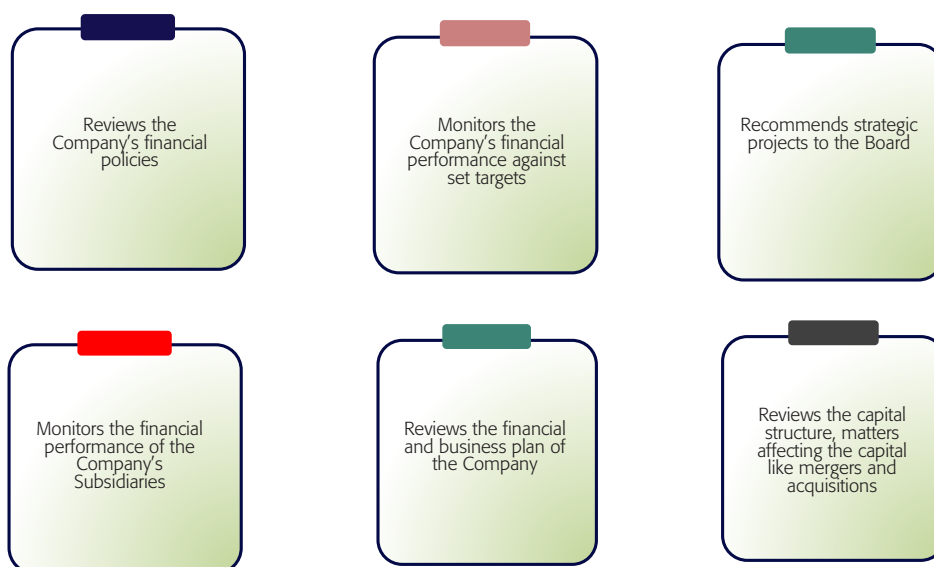 Reviews the
Company's financial
policies
Monitors the
Company's financial
performance against
set targets
Recommends strategic
projects to the Board
Monitors the financial
performance of the
Company's
Subsidiaries
Reviews the financial
and business plan of
the Company
Reviews the capital
structure, matters
affecting the capital
like mergers and
acquisitions